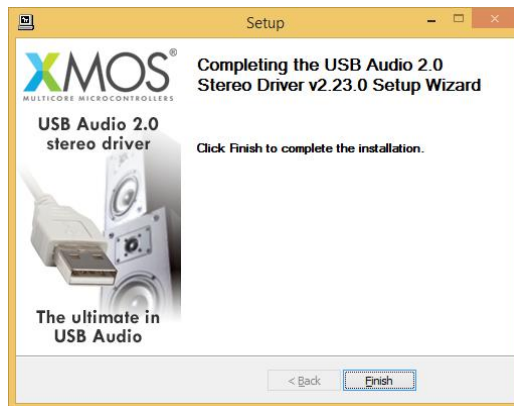 Setup
XMOS®
MULTICORE MICROCONTROLLERS
USB Audio 2.0
stereo driver
The ultimate in
USB Audio
Completing the USB Audio 2.0
Stereo Driver v2.23.0 Setup Wizard
Click Finish to complete the installation.
< Back
Finish